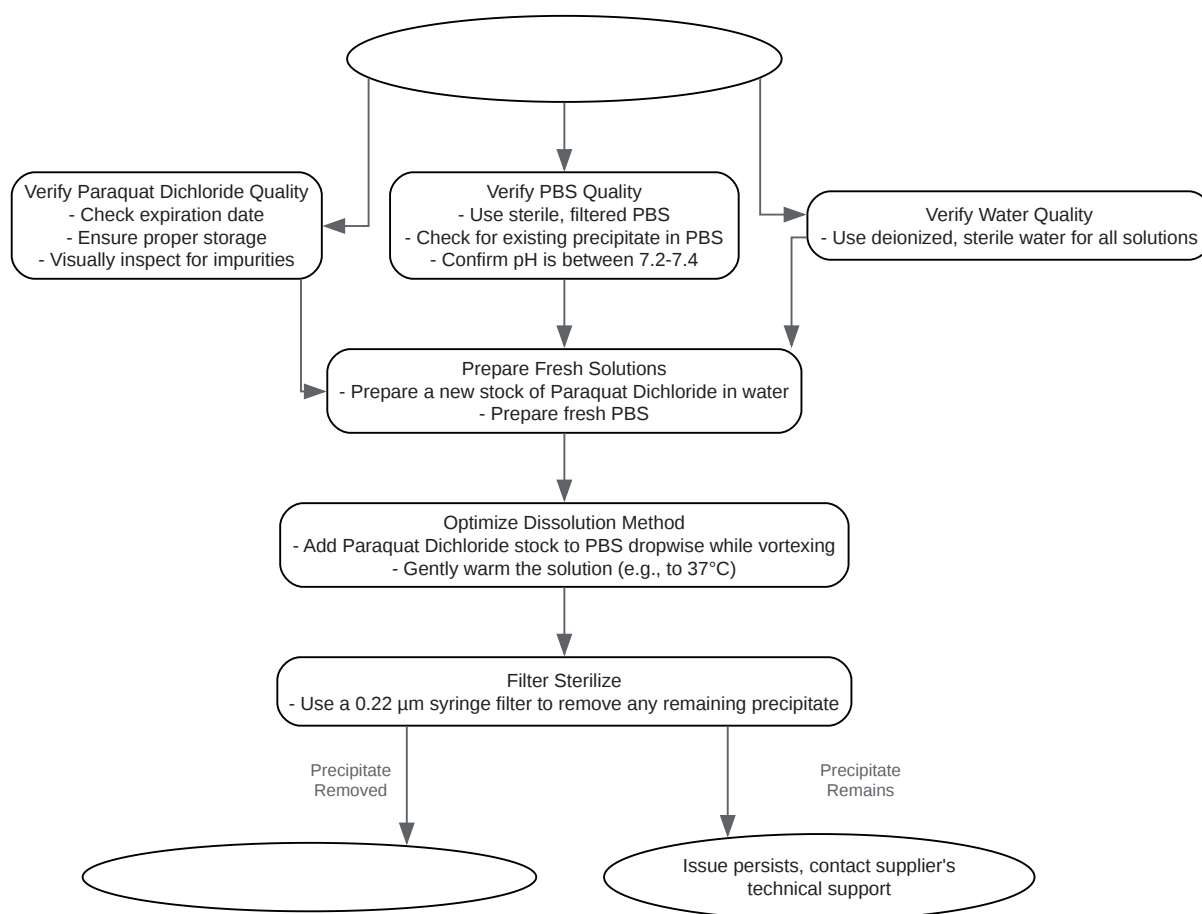 Verify Paraquat Dichloride Quality
- Check expiration date
- Ensure proper storage
- Visually inspect for impurities
Verify PBS Quality
- Use sterile, filtered PBS
- Check for existing precipitate in PBS
- Confirm pH is between 7.2-7.4
Verify Water Quality
- Use deionized, sterile water for all solutions
Prepare Fresh Solutions
- Prepare a new stock of Paraquat Dichloride in water
- Prepare fresh PBS
Optimize Dissolution Method
- Add Paraquat Dichloride stock to PBS dropwise while vortexing
- Gently warm the solution (e.g., to 37°C)
Filter Sterilize
- Use a 0.22 µm syringe filter to remove any remaining precipitate
Precipitate
Removed
Precipitate
Remains
Issue persists, contact supplier's
technical support